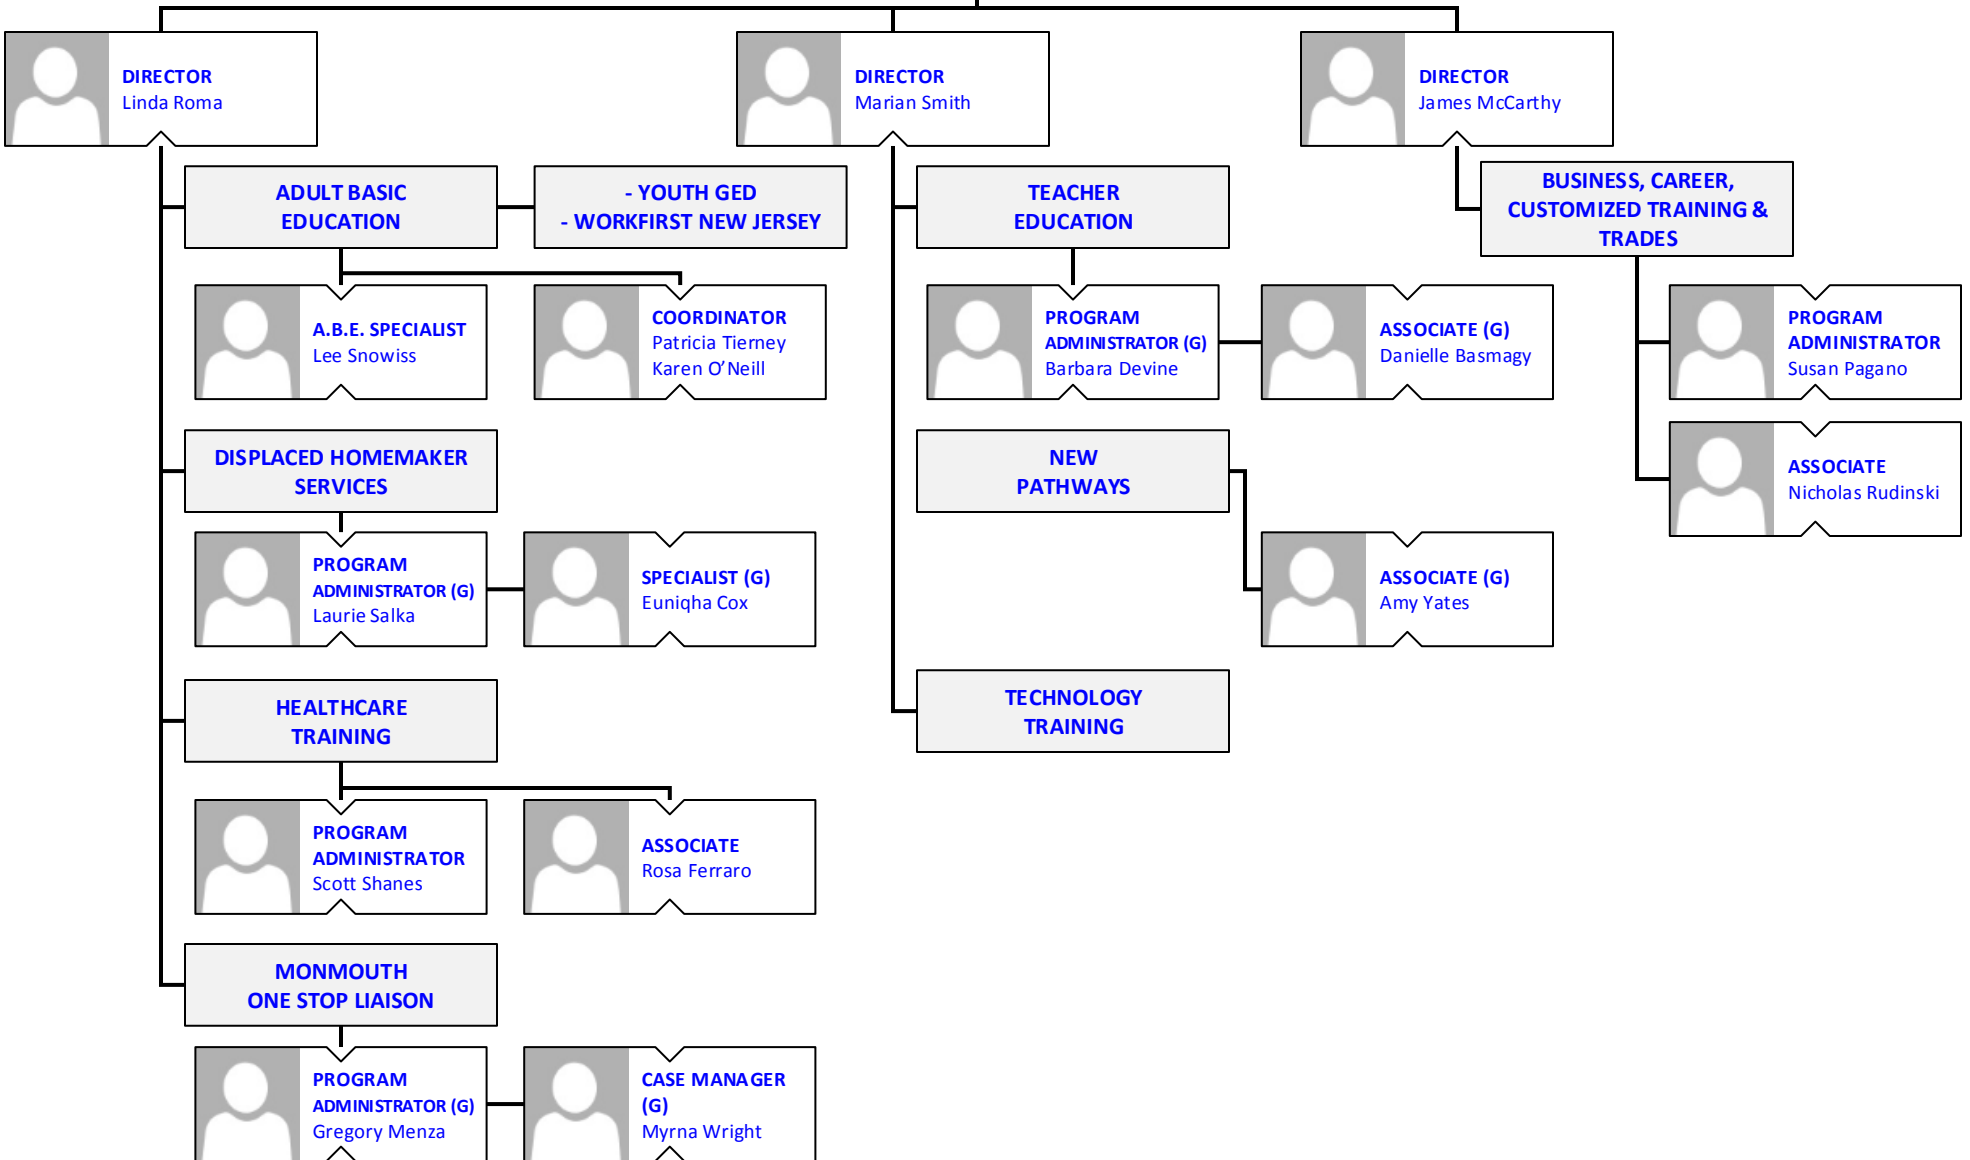 DIRECTOR
Linda Roma
DIRECTOR
Marian Smith
DIRECTOR
James McCarthy
ADULT BASIC
EDUCATION
- YOUTH GED
- WORKFIRST NEW JERSEY
TEACHER
EDUCATION
BUSINESS, CAREER,
CUSTOMIZED TRAINING &
TRADES
A.B.E. SPECIALIST
Lee Snowiss
COORDINATOR
Patricia Tierney
Karen O’Neill
PROGRAM
ADMINISTRATOR (G)
Barbara Devine
ASSOCIATE (G)
Danielle Basmagy
PROGRAM
ADMINISTRATOR
Susan Pagano
DISPLACED HOMEMAKER
SERVICES
NEW
PATHWAYS
ASSOCIATE
Nicholas Rudinski
PROGRAM
ADMINISTRATOR (G)
Laurie Salka
SPECIALIST (G)
Euniqha Cox
ASSOCIATE (G)
Amy Yates
HEALTHCARE
TRAINING
TECHNOLOGY
TRAINING
PROGRAM
ADMINISTRATOR
Scott Shanes
ASSOCIATE
Rosa Ferraro
MONMOUTH
ONE STOP LIAISON
PROGRAM
ADMINISTRATOR (G)
Gregory Menza
CASE MANAGER
(G)
Myrna Wright